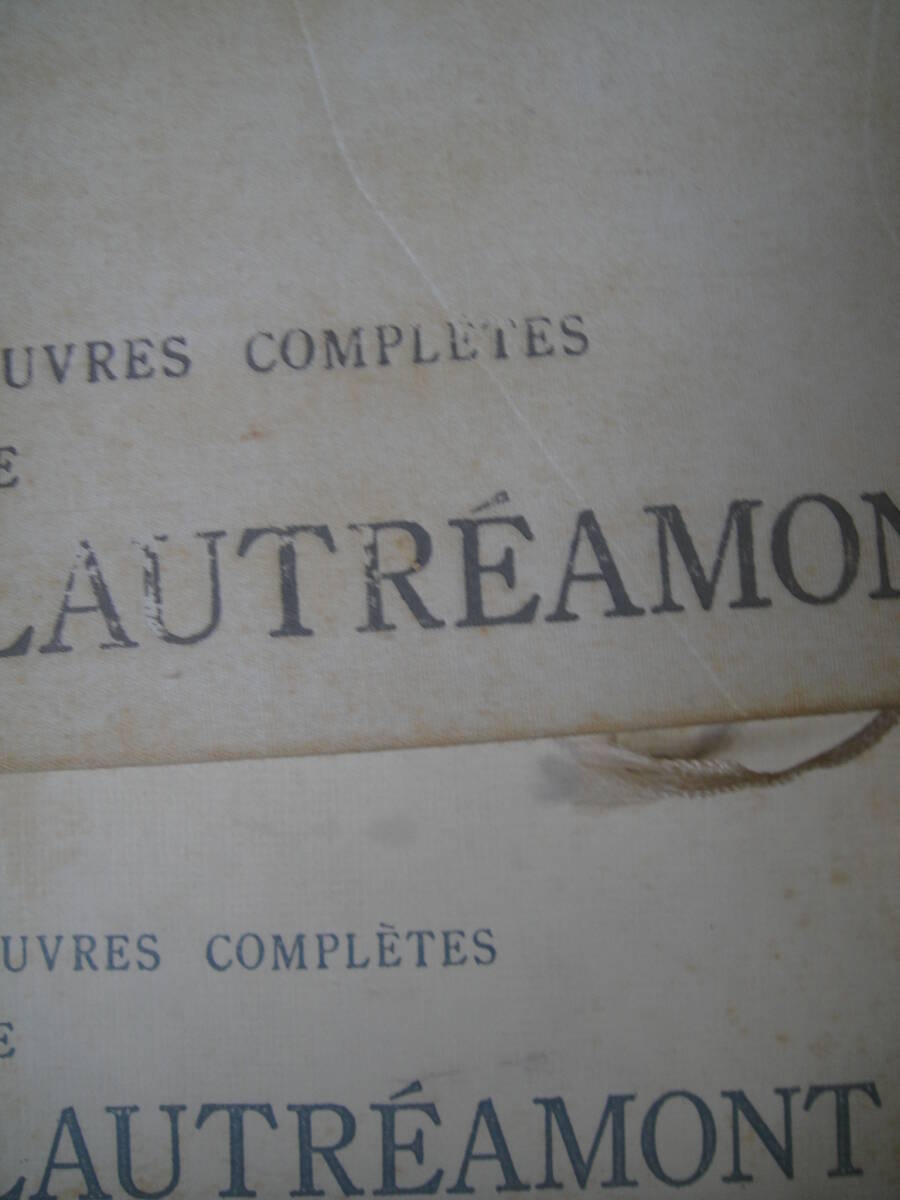 UVRES COMPLÈTES
E
LAUTRÉAMON
UVRES COMPLÈTES
E
LAUTRÉAMONT